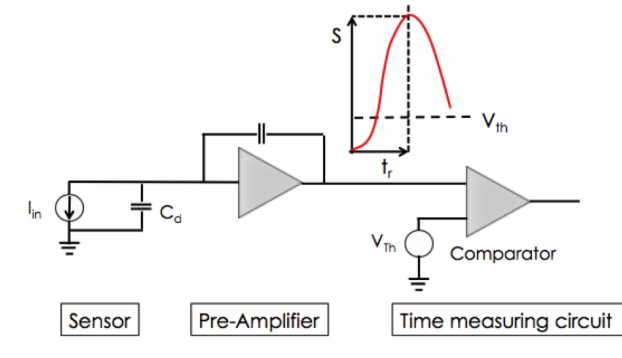 S
V_th
t_r
I_in
C_d
V_Th
Comparator
Sensor
Pre-Amplifier
Time measuring circuit